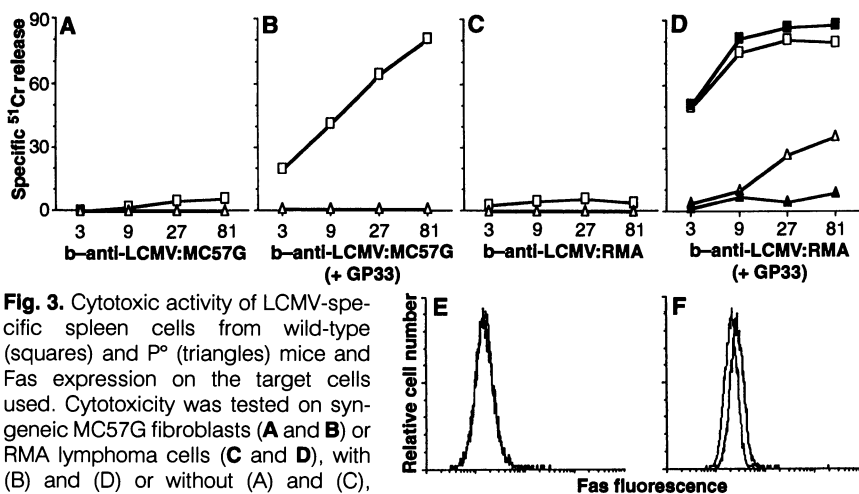 A B C D
90
60
30
0
Specific ⁵¹Cr release
3 9 27 81 3 9 27 81 3 9 27 81 3 9 27 81
b–anti-LCMV:MC57G b–anti-LCMV:MC57G b–anti-LCMV:RMA b–anti-LCMV:RMA
(+ GP33) (+ GP33)
Fig. 3. Cytotoxic activity of LCMV-spe-
cific spleen cells from wild-type
(squares) and P° (triangles) mice and
Fas expression on the target cells
used. Cytotoxicity was tested on syn-
geneic MC57G fibroblasts (A and B) or
RMA lymphoma cells (C and D), with
(B) and (D) or without (A) and (C),
E F
Relative cell number
Fas fluorescence